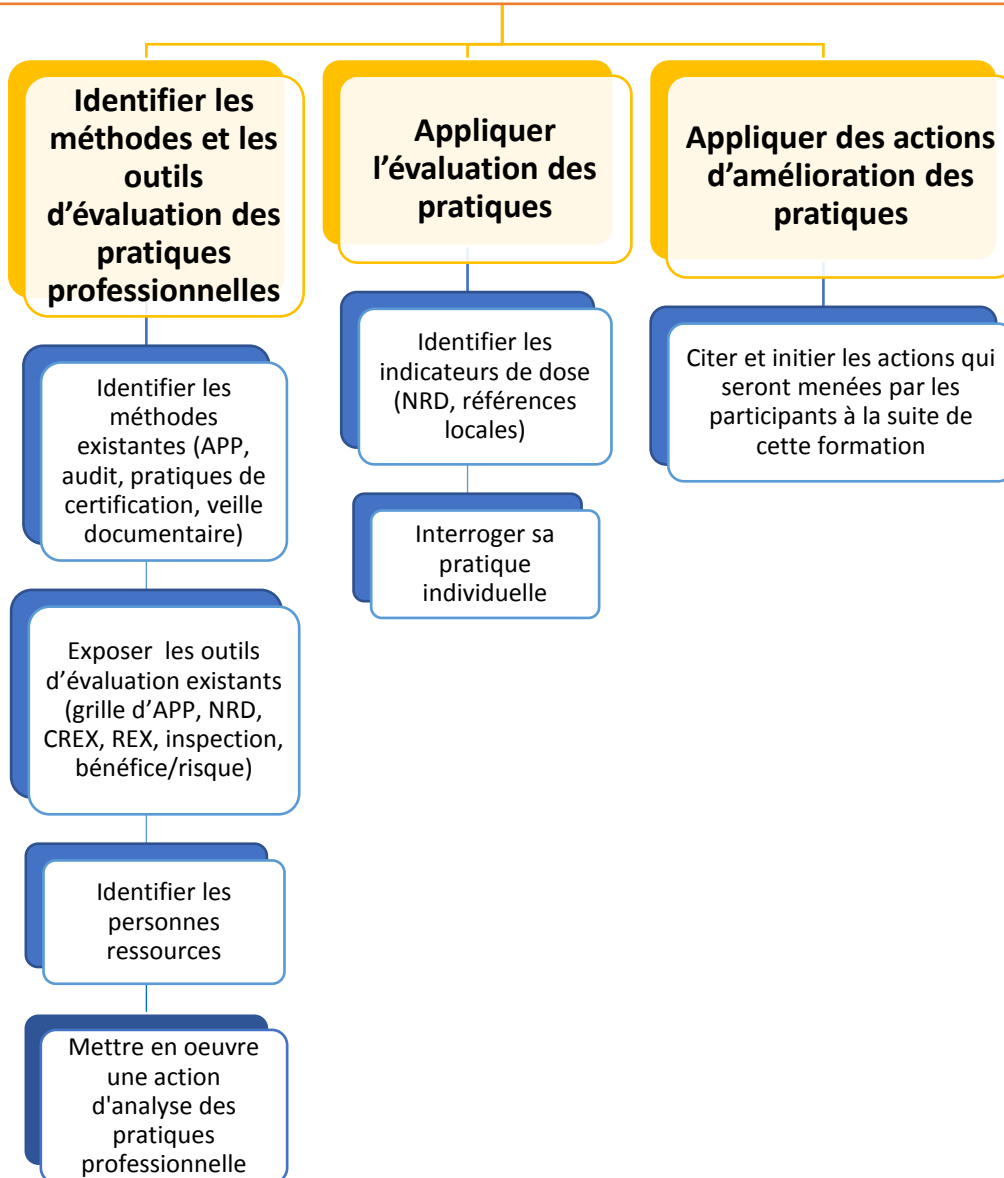 Identifier les
méthodes et les
outils
d’évaluation des
pratiques
professionnelles
Identifier les
méthodes
existantes (APP,
audit, pratiques de
certification, veille
documentaire)
Exposer les outils
d’évaluation existants
(grille d’APP, NRD,
CREX, REX, inspection,
bénéfice/risque)
Identifier les
personnes
ressources
Mettre en oeuvre
une action
d'analyse des
pratiques
professionnelle
Appliquer
l’évaluation des
pratiques
Identifier les
indicateurs de dose
(NRD, références
locales)
Interroger sa
pratique
individuelle
Appliquer des actions
d’amélioration des
pratiques
Citer et initier les actions qui
seront menées par les
participants à la suite de
cette formation